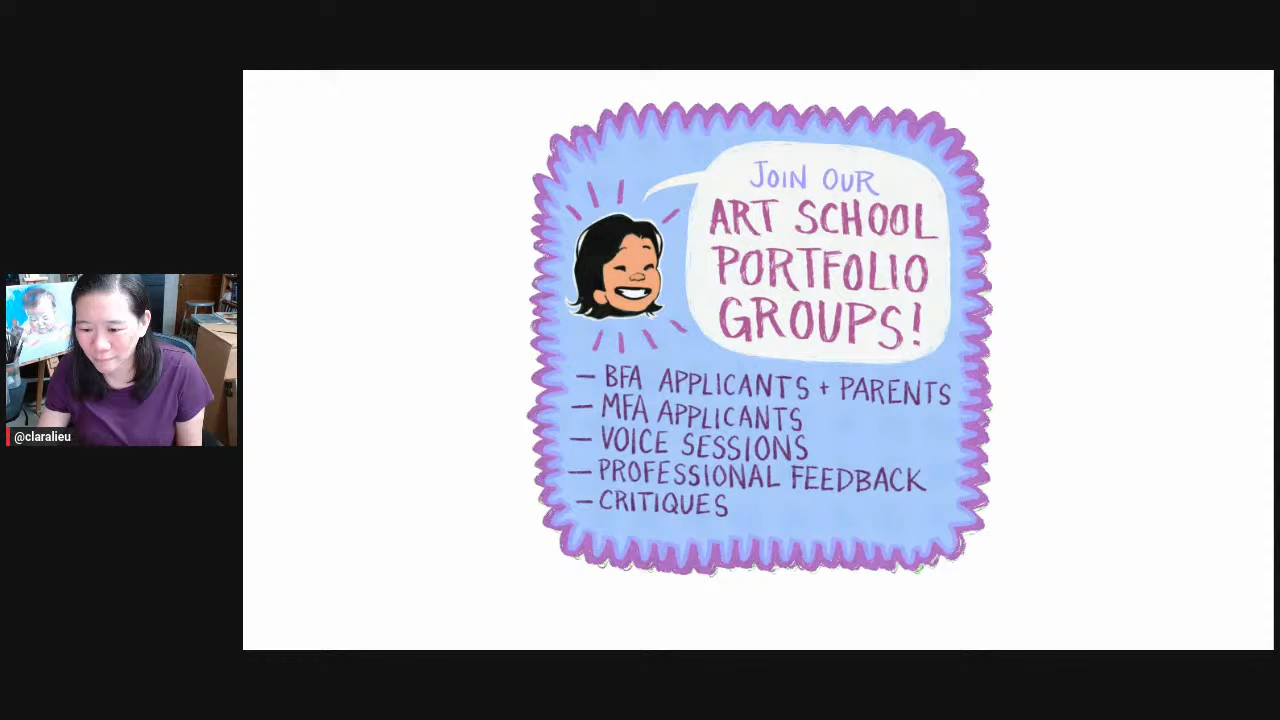 JOIN OUR
ART SCHOOL
PORTFOLIO
GROUPS!
— BFA APPLICANTS + PARENTS
— MFA APPLICANTS
— VOICE SESSIONS
— PROFESSIONAL FEEDBACK
— CRITIQUES
@claralieu